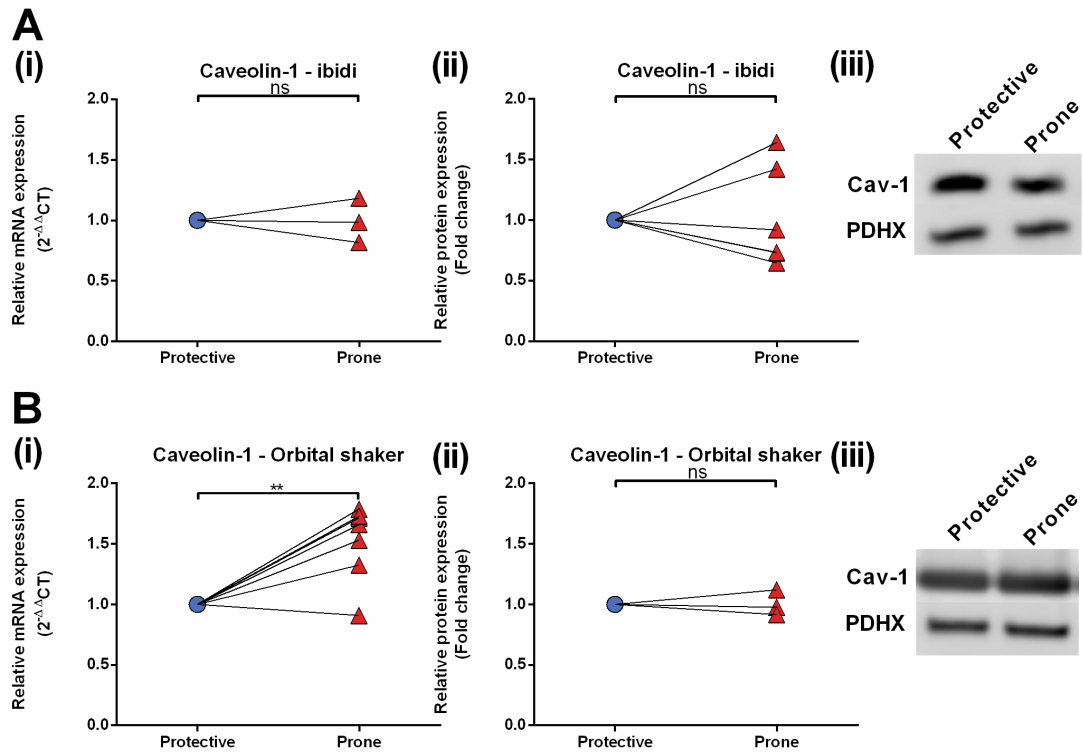 A
(i)
Caveolin-1 - ibidi
ns
Relative mRNA expression
(2-ΔΔCT)
2.0
1.5
1.0
0.5
0.0
Protective Prone
(ii)
Caveolin-1 - ibidi
ns
Relative protein expression
(Fold change)
2.0
1.5
1.0
0.5
0.0
Protective Prone
(iii)
Protective Prone
Cav-1
PDHX
B
(i)
Caveolin-1 - Orbital shaker
**
Relative mRNA expression
(2-ΔΔCT)
2.0
1.5
1.0
0.5
0.0
Protective Prone
(ii)
Caveolin-1 - Orbital shaker
ns
Relative protein expression
(Fold change)
2.0
1.5
1.0
0.5
0.0
Protective Prone
(iii)
Protective Prone
Cav-1
PDHX